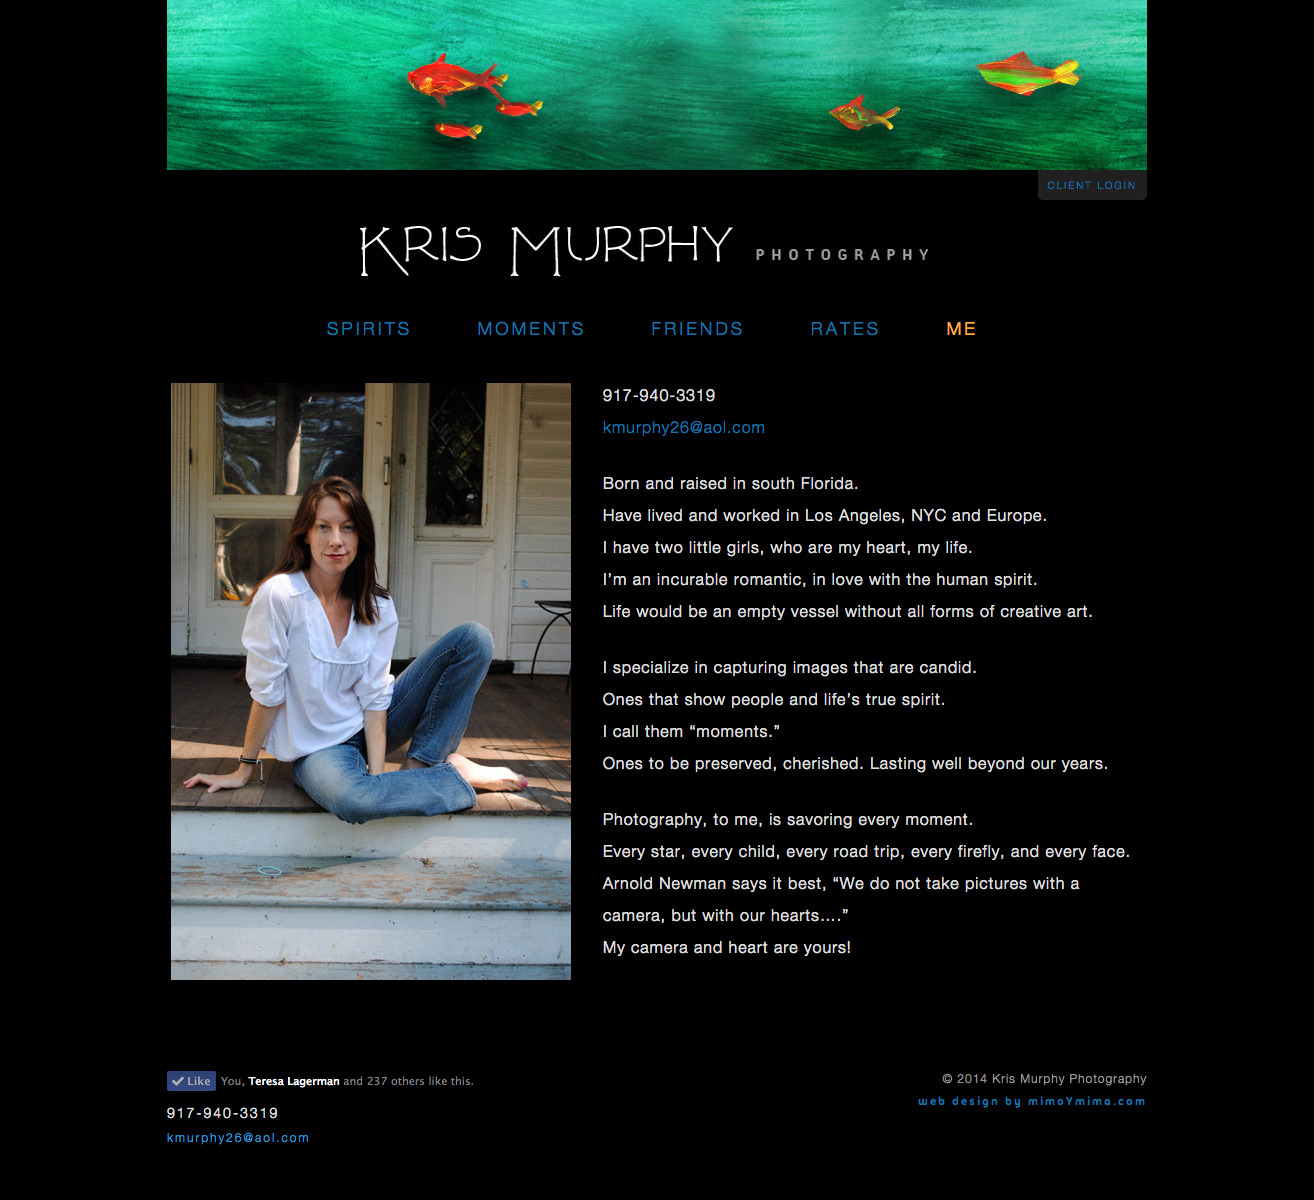 CLIENT LOGIN
KRIS MURPHY PHOTOGRAPHY
SPIRITS MOMENTS FRIENDS RATES ME
917-940-3319
kmurphy26@aol.com
Born and raised in south Florida.
Have lived and worked in Los Angeles, NYC and Europe.
I have two little girls, who are my heart, my life.
I’m an incurable romantic, in love with the human spirit.
Life would be an empty vessel without all forms of creative art.
I specialize in capturing images that are candid.
Ones that show people and life’s true spirit.
I call them “moments.”
Ones to be preserved, cherished. Lasting well beyond our years.
Photography, to me, is savoring every moment.
Every star, every child, every road trip, every firefly, and every face.
Arnold Newman says it best, “We do not take pictures with a
camera, but with our hearts….”
My camera and heart are yours!
Like You, Teresa Lagerman and 237 others like this.
917-940-3319
kmurphy26@aol.com
© 2014 Kris Murphy Photography
web design by mimoYmima.com